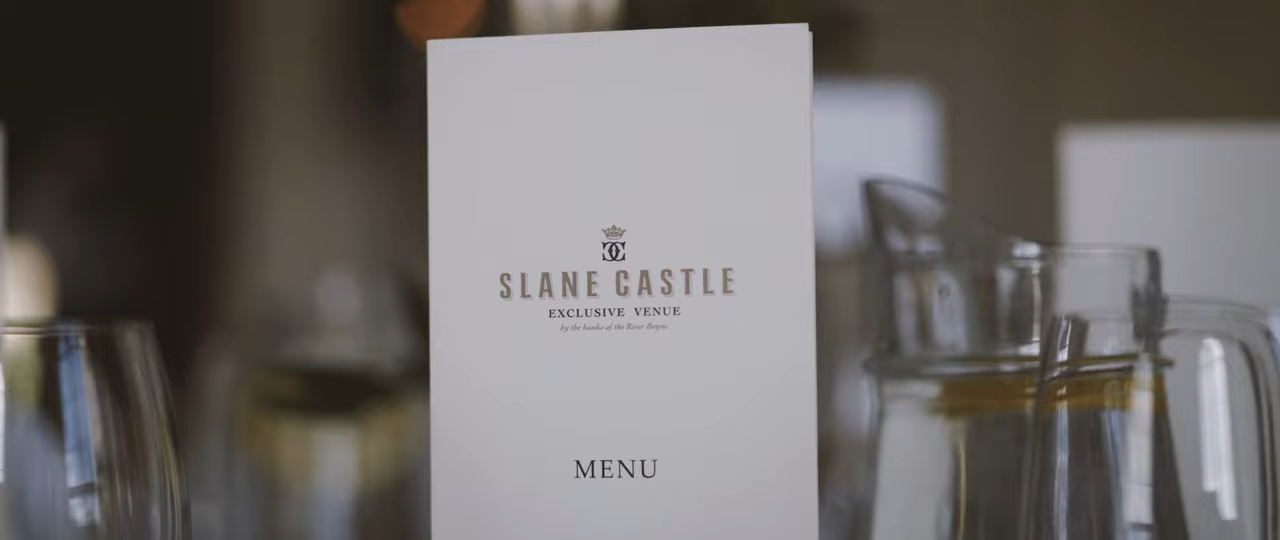 SLANE CASTLE
EXCLUSIVE VENUE
by the banks of the River Boyne
MENU